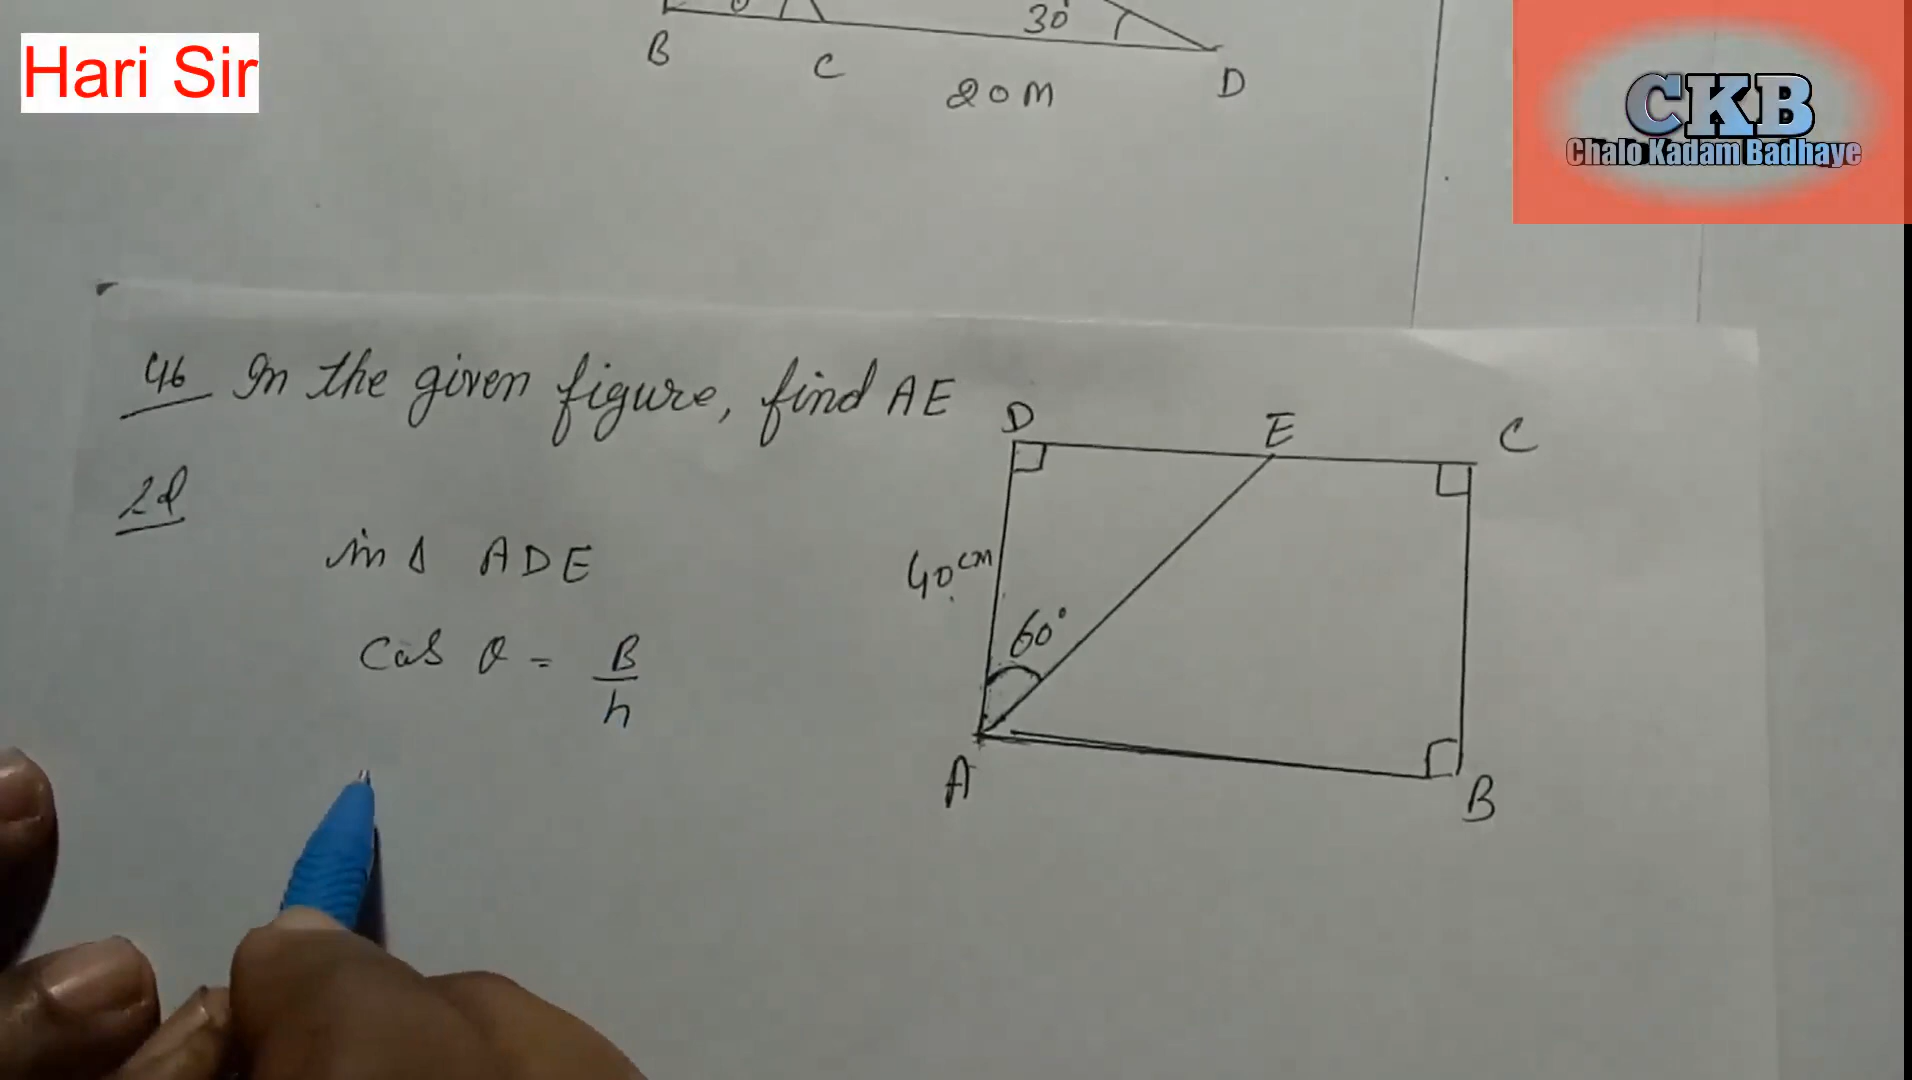 Hari Sir
CKB
Chalo Kadam Badhaye
30°
B
C
20M
D
46 In the given figure, find AE
in Δ ADE
Cos θ = B
h
D
E
C
40cm
60°
A
B